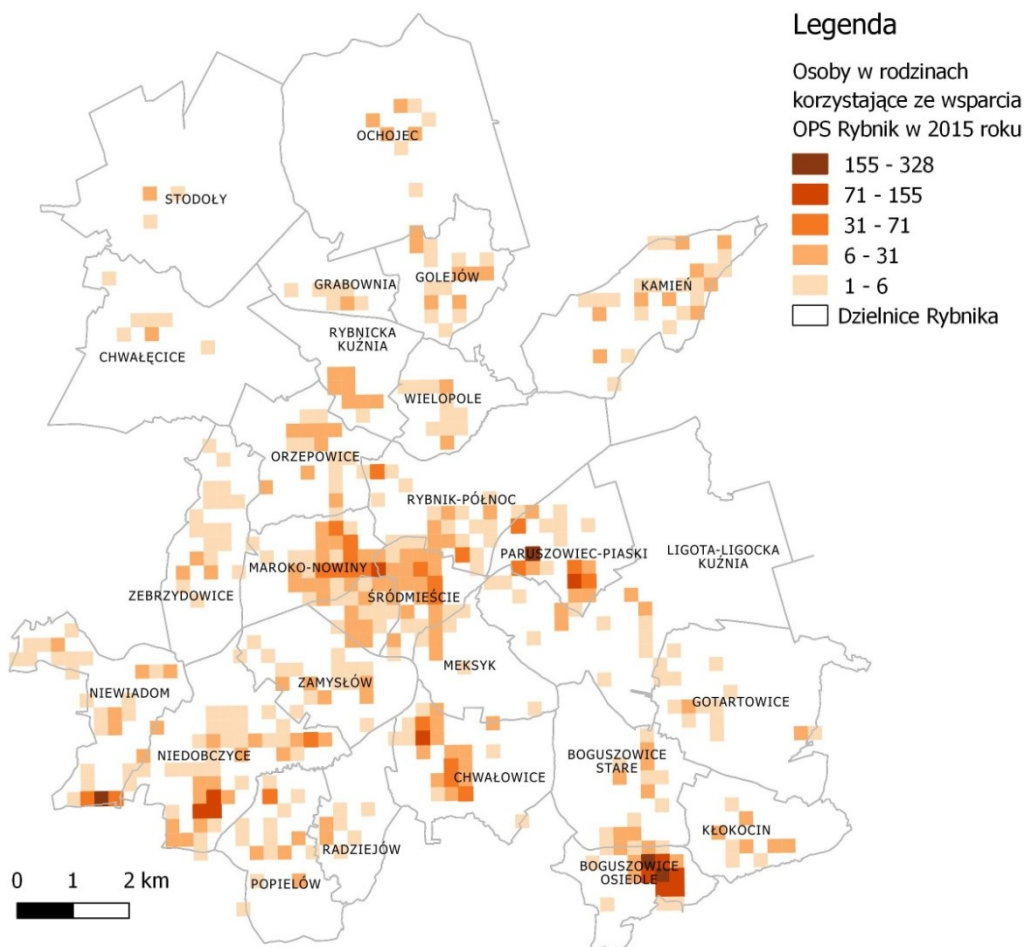 Legenda
Osoby w rodzinach
korzystające ze wsparcia
OPS Rybnik w 2015 roku
155 - 328
71 - 155
31 - 71
6 - 31
1 - 6
Dzielnice Rybnika
OCHOJEC
STODOŁY
GRABOWNIA
GOLEJÓW
KAMIEŃ
RYBNICKA
KUŹNIA
CHWAŁĘCICE
WIELOPOLE
ORZEPOWICE
RYBNIK-PÓŁNOC
PARUSZOWIEC-PIASKI
LIGOTA-LIGOCKA
KUŹNIA
MAROKO-NOWINY
ZEBRZYDOWICE
ŚRÓDMIEŚCIE
MEKSYK
ZAMYSŁÓW
NIEWIADOM
GOTARTOWICE
NIEDOBCZYCE
CHWAŁOWICE
BOGUSZOWICE
STARE
KŁOKOCIN
RADZIEJÓW
BOGUSZOWICE
OSIEDLE
POPIELÓW
0 1 2 km